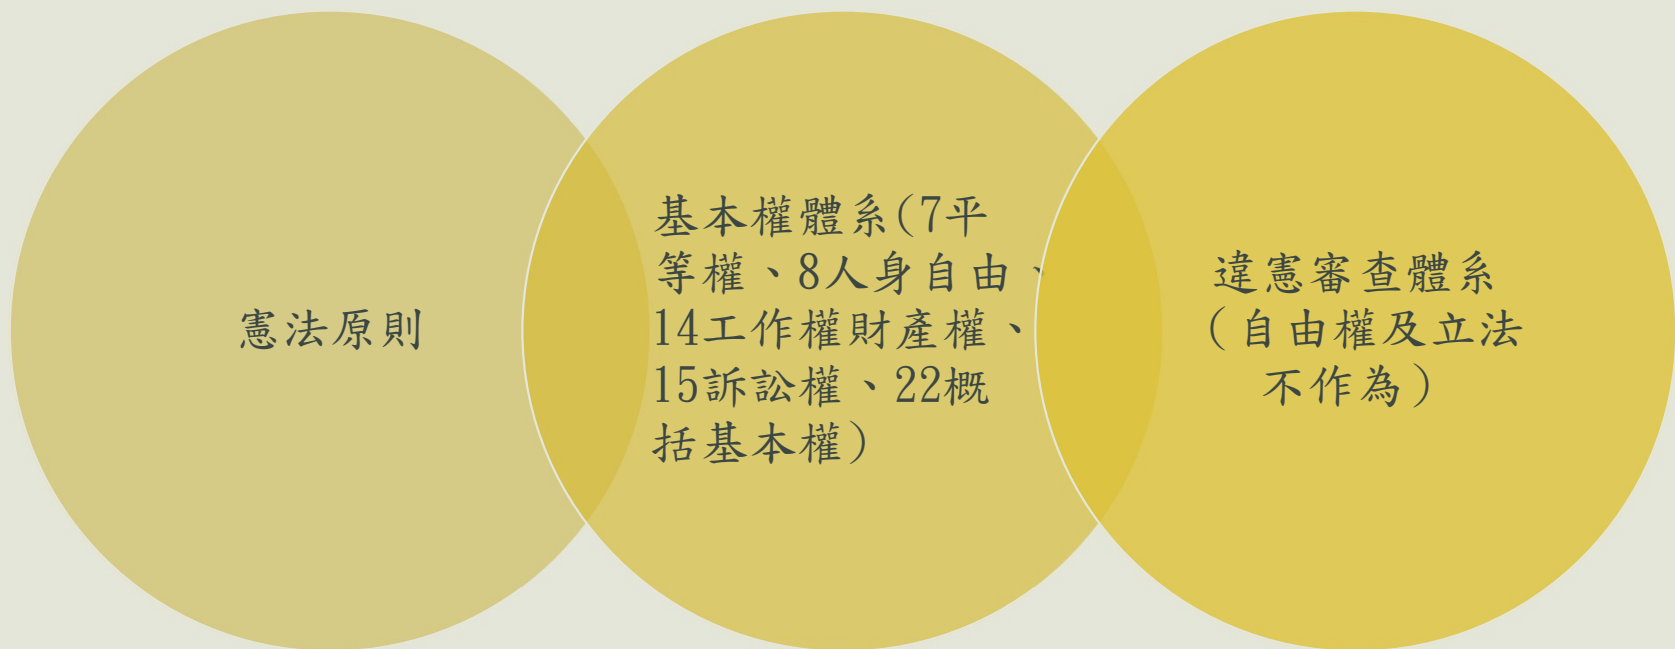 憲法原則
基本權體系(7平
等權、8人身自由、
14工作權財產權、
15訴訟權、22概
括基本權)
違憲審查體系
(自由權及立法
不作為)